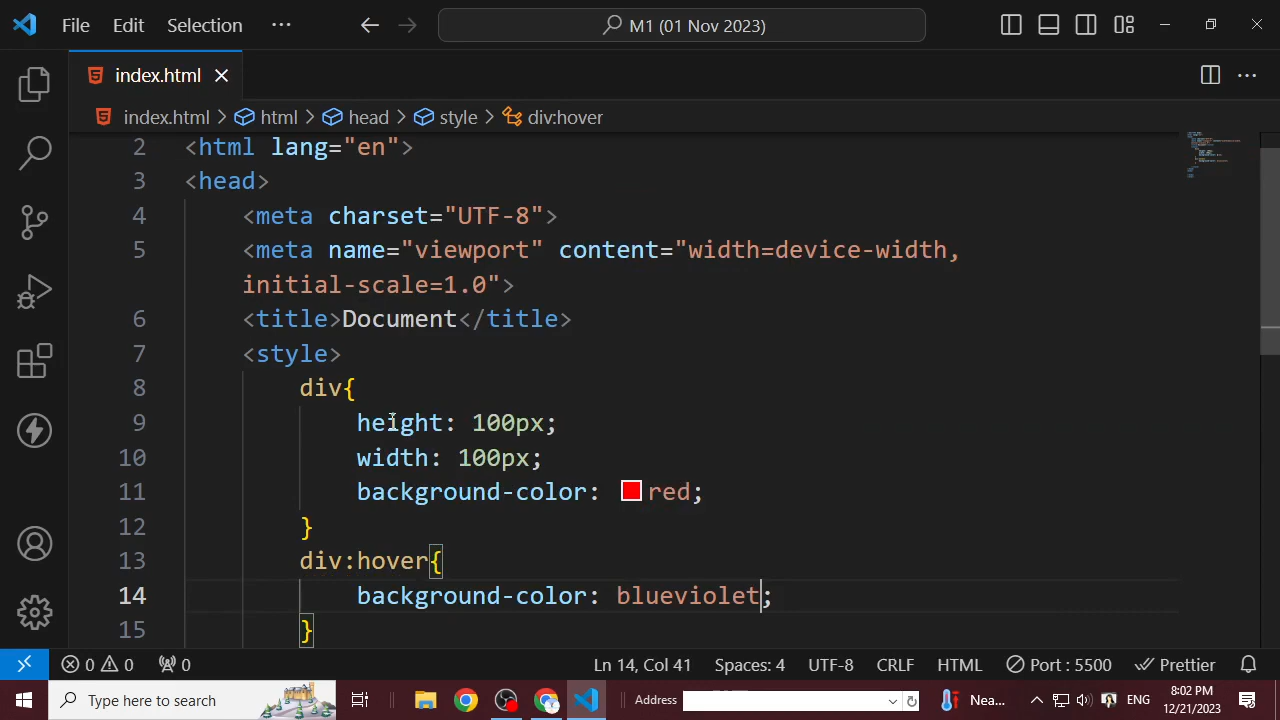 File Edit Selection ··· M1 (01 Nov 2023)
index.html
index.html > html > head > style > div:hover
2 <html lang="en">
3 <head>
4 <meta charset="UTF-8">
5 <meta name="viewport" content="width=device-width,
initial-scale=1.0">
6 <title>Document</title>
7 <style>
8 div{
9 height: 100px;
10 width: 100px;
11 background-color: red;
12 }
13 div:hover{
14 background-color: blueviolet;
15 }
0 0 0 Ln 14, Col 41 Spaces: 4 UTF-8 CRLF HTML Port : 5500 Prettier
Type here to search Address Nea... ENG 8:02 PM
12/21/2023